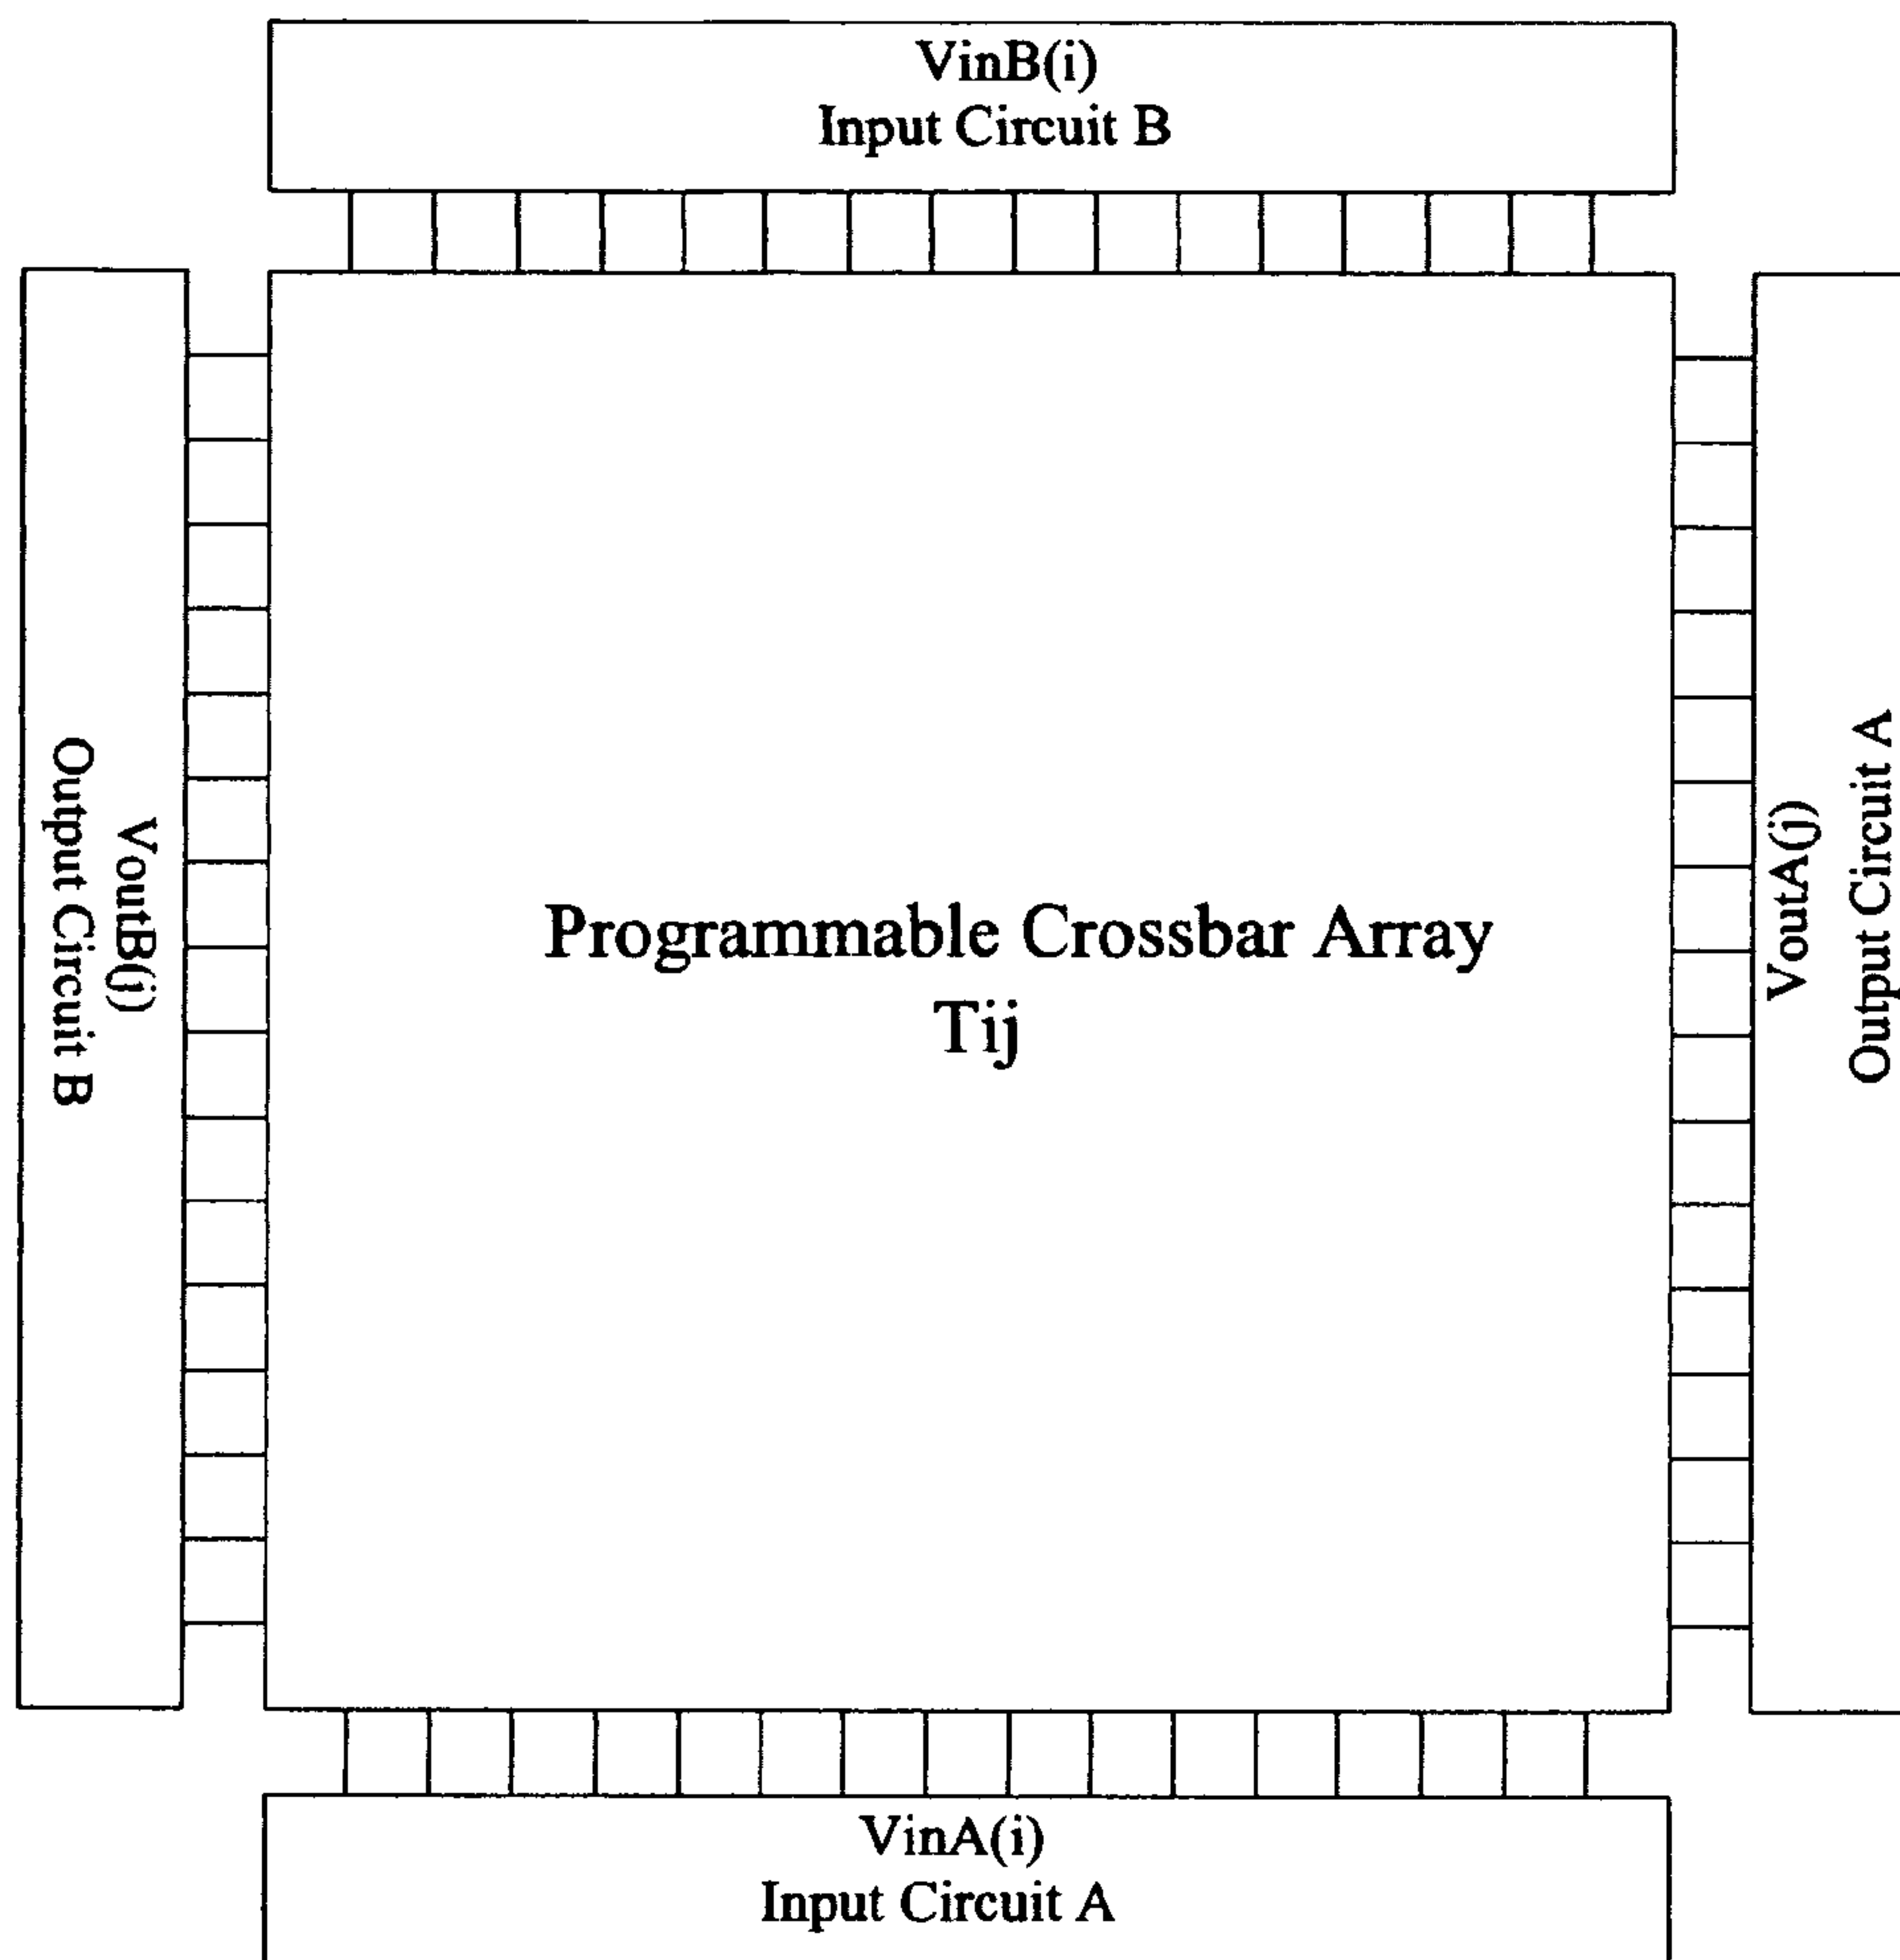 VinB(i)
Input Circuit B
Output Circuit B
VoutB(j)
Programmable Crossbar Array
Tij
VoutA(j)
Output Circuit A
VinA(i)
Input Circuit A